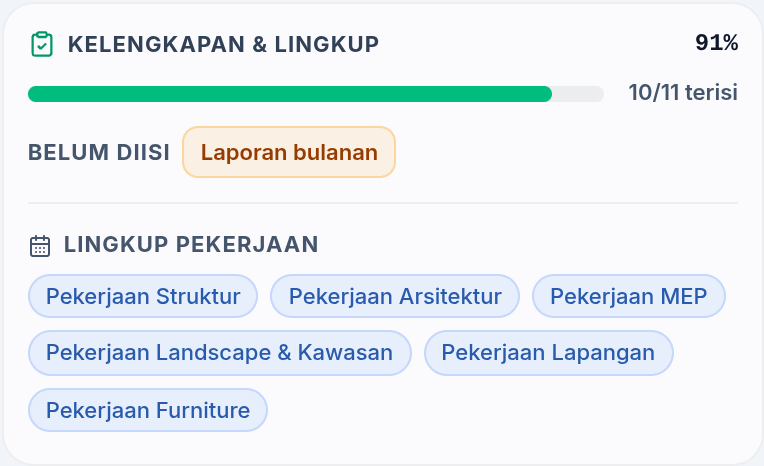 KELENGKAPAN & LINGKUP 91%
10/11 terisi
BELUM DIISI Laporan bulanan
LINGKUP PEKERJAAN
Pekerjaan Struktur Pekerjaan Arsitektur Pekerjaan MEP
Pekerjaan Landscape & Kawasan Pekerjaan Lapangan
Pekerjaan Furniture